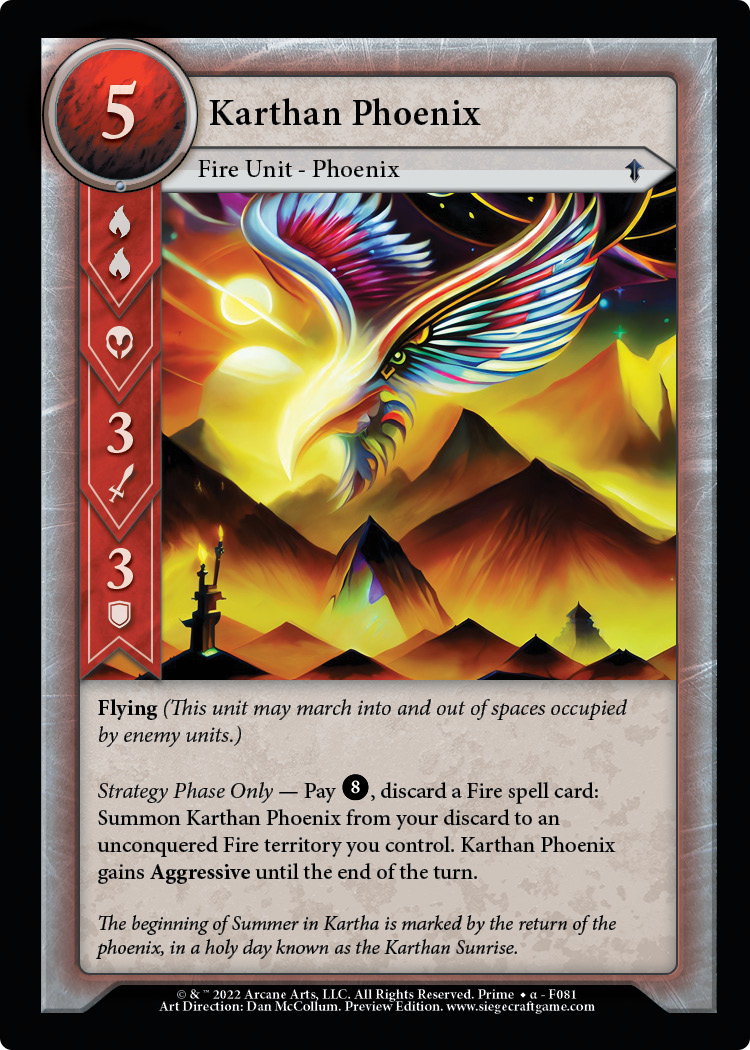 5
Karthan Phoenix
Fire Unit - Phoenix
3
3
Flying (This unit may march into and out of spaces occupied
by enemy units.)
Strategy Phase Only — Pay 8, discard a Fire spell card:
Summon Karthan Phoenix from your discard to an
unconquered Fire territory you control. Karthan Phoenix
gains Aggressive until the end of the turn.
The beginning of Summer in Kartha is marked by the return of the
phoenix, in a holy day known as the Karthan Sunrise.
© & ™ 2022 Arcane Arts, LLC. All Rights Reserved. Prime ⬥ α - F081
Art Direction: Dan McCollum. Preview Edition. www.siegecraftgame.com